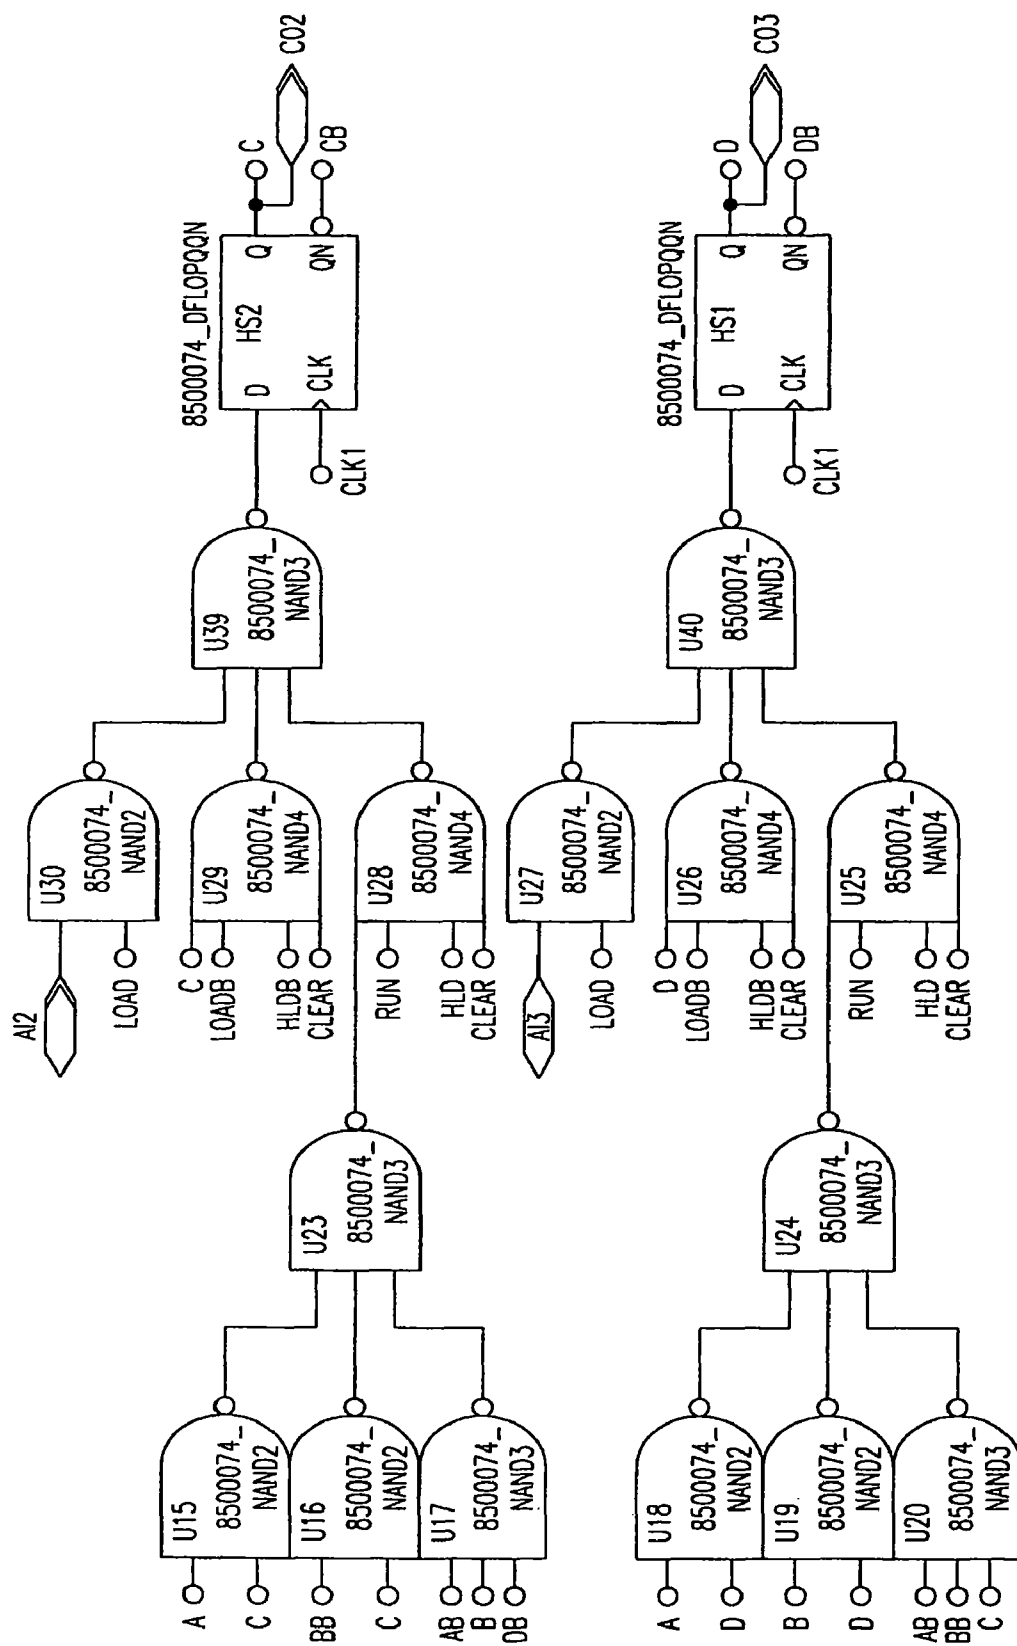 A
C
U15
8500074_
NAND2
BB
C
U16
8500074_
NAND2
AB
B
DB
U17
8500074_
NAND3
U23
8500074_
NAND3
AI2
LOAD
U30
8500074_
NAND2
C
LOADB
HLDB
CLEAR
U29
8500074_
NAND4
RUN
HLD
CLEAR
U28
8500074_
NAND4
U39
8500074_
NAND3
CLK1
8500074_DFLOPQQN
D
HS2
Q
CLK
QN
C
CB
CO2
A
D
U18
8500074_
NAND2
B
D
U19
8500074_
NAND2
AB
BB
C
U20
8500074_
NAND3
U24
8500074_
NAND3
AI3
LOAD
U27
8500074_
NAND2
D
LOADB
HLDB
CLEAR
U26
8500074_
NAND4
RUN
HLD
CLEAR
U25
8500074_
NAND4
U40
8500074_
NAND3
CLK1
8500074_DFLOPQQN
D
HS1
Q
CLK
QN
D
DB
CO3